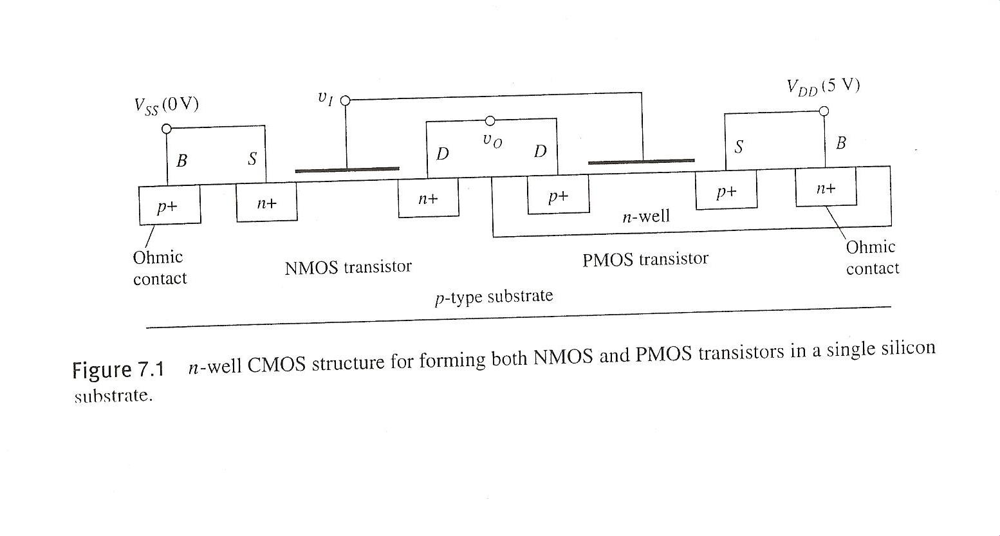 V_DD (5 V)
V_SS (0 V)
v_I
v_O
B
S
D
D
S
B
p+
n+
n+
p+
p+
n+
n-well
Ohmic
contact
NMOS transistor
PMOS transistor
Ohmic
contact
p-type substrate
Figure 7.1 n-well CMOS structure for forming both NMOS and PMOS transistors in a single silicon
substrate.